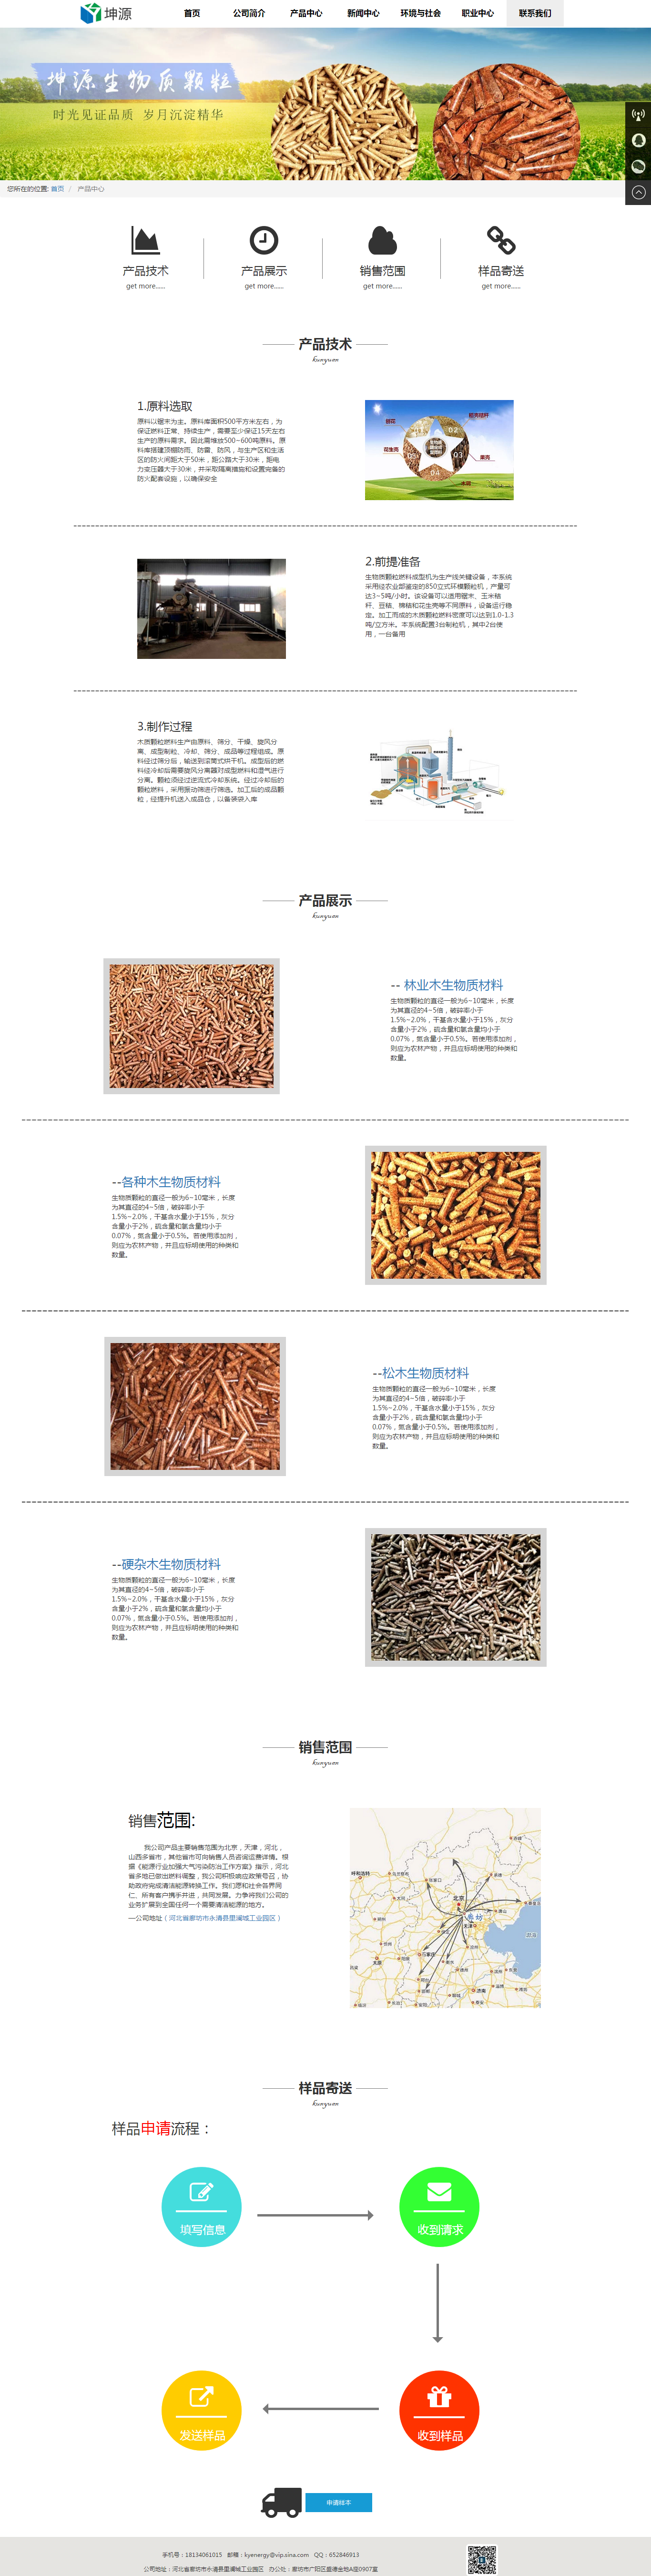 坤源
首页 公司简介 产品中心 新闻中心 环境与社会 职业中心 联系我们
坤源生物质颗粒
时光见证品质 岁月沉淀精华
您所在的位置: 首页 / 产品中心
产品技术 产品展示 销售范围 样品寄送
get more...... get more...... get more...... get more......
产品技术
kunyuan
1.原料选取
原料以锯末为主。原料库面积500平方米左右，为
保证燃料正常、持续生产，需要至少保证15天左右
生产的原料需求。因此需堆放500~600吨原料。原
料库搭建顶棚防雨、防雷、防风，与生产区和生活
区的防火间距大于50米，距公路大于30米，距电
力变压器大于30米，并采取隔离措施和设置完备的
防火配套设施，以确保安全
花生壳
02
03
04
2.前提准备
生物质颗粒燃料成型机为生产线关键设备，本系统
采用经农业部鉴定的850立式环模颗粒机，产量可
达3~5吨/小时。该设备可以适用锯末、玉米秸
秆、豆秸、棉秸和花生壳等不同原料，设备运行稳
定。加工而成的木质颗粒燃料密度可以达到1.0-1.3
吨/立方米。本系统配置3台制粒机，其中2台使
用，一台备用
3.制作过程
木质颗粒燃料生产由原料、筛分、干燥、旋风分
离、成型制粒、冷却、筛分、成品等过程组成。原
料经过筛分后，输送到滚筒式烘干机。成型后的燃
料经冷却后需要旋风分离器对成型燃料和湿气进行
分离。颗粒须经过逆流式冷却系统。经过冷却后的
颗粒燃料，采用振动筛进行筛选。加工后的成品颗
粒，经提升机送入成品仓，以备装袋入库
产品展示
kunyuan
-- 林业木生物质材料
生物质颗粒的直径一般为6~10毫米，长度
为其直径的4~5倍，破碎率小于
1.5%~2.0%，干基含水量小于15%，灰分
含量小于2%，硫含量和氯含量均小于
0.07%，氮含量小于0.5%。若使用添加剂，
则应为农林产物，并且应标明使用的种类和
数量。
--各种木生物质材料
生物质颗粒的直径一般为6~10毫米，长度
为其直径的4~5倍，破碎率小于
1.5%~2.0%，干基含水量小于15%，灰分
含量小于2%，硫含量和氯含量均小于
0.07%，氮含量小于0.5%。若使用添加剂，
则应为农林产物，并且应标明使用的种类和
数量。
--松木生物质材料
生物质颗粒的直径一般为6~10毫米，长度
为其直径的4~5倍，破碎率小于
1.5%~2.0%，干基含水量小于15%，灰分
含量小于2%，硫含量和氯含量均小于
0.07%，氮含量小于0.5%。若使用添加剂，
则应为农林产物，并且应标明使用的种类和
数量。
--硬杂木生物质材料
生物质颗粒的直径一般为6~10毫米，长度
为其直径的4~5倍，破碎率小于
1.5%~2.0%，干基含水量小于15%，灰分
含量小于2%，硫含量和氯含量均小于
0.07%，氮含量小于0.5%。若使用添加剂，
则应为农林产物，并且应标明使用的种类和
数量。
销售范围
kunyuan
销售范围:
我公司产品主要销售范围为北京，天津，河北，
山西多省市，其他省市可向销售人员咨询运费详情。根
据《能源行业加强大气污染防治工作方案》指示，河北
省多地已做出燃料调整，我公司积极响应政策号召，协
助政府完成清洁能源转换工作。我们愿和社会各界同
仁、所有客户携手并进，共同发展。力争将我们公司的
业务扩展到全国任何一个需要清洁能源的地方。
—公司地址（河北省廊坊市永清县里澜城工业园区）
呼和浩特
北京
廊坊
天津
石家庄
太原
济南
样品寄送
kunyuan
样品申请流程：
填写信息 收到请求
发送样品 收到样品
申请样本
手机号：18134061015 邮箱：kyenergy@vip.sina.com QQ：652846913
公司地址：河北省廊坊市永清县里澜城工业园区 办公处：廊坊市广阳区盛德金地A座0907室